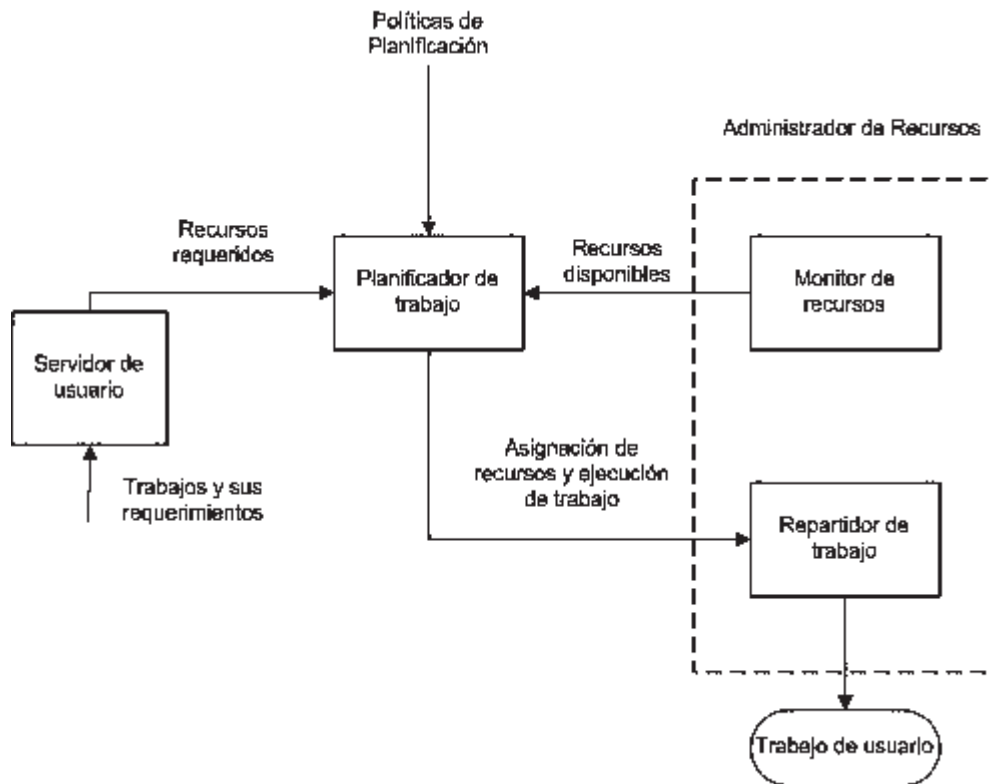 Políticas de
Planificación
Administrador de Recursos
Recursos
requeridos
Planificador de
trabajo
Recursos
disponibles
Monitor de
recursos
Servidor de
usuario
Trabajos y sus
requerimientos
Asignación de
recursos y ejecución
de trabajo
Repartidor de
trabajo
Trabajo de usuario